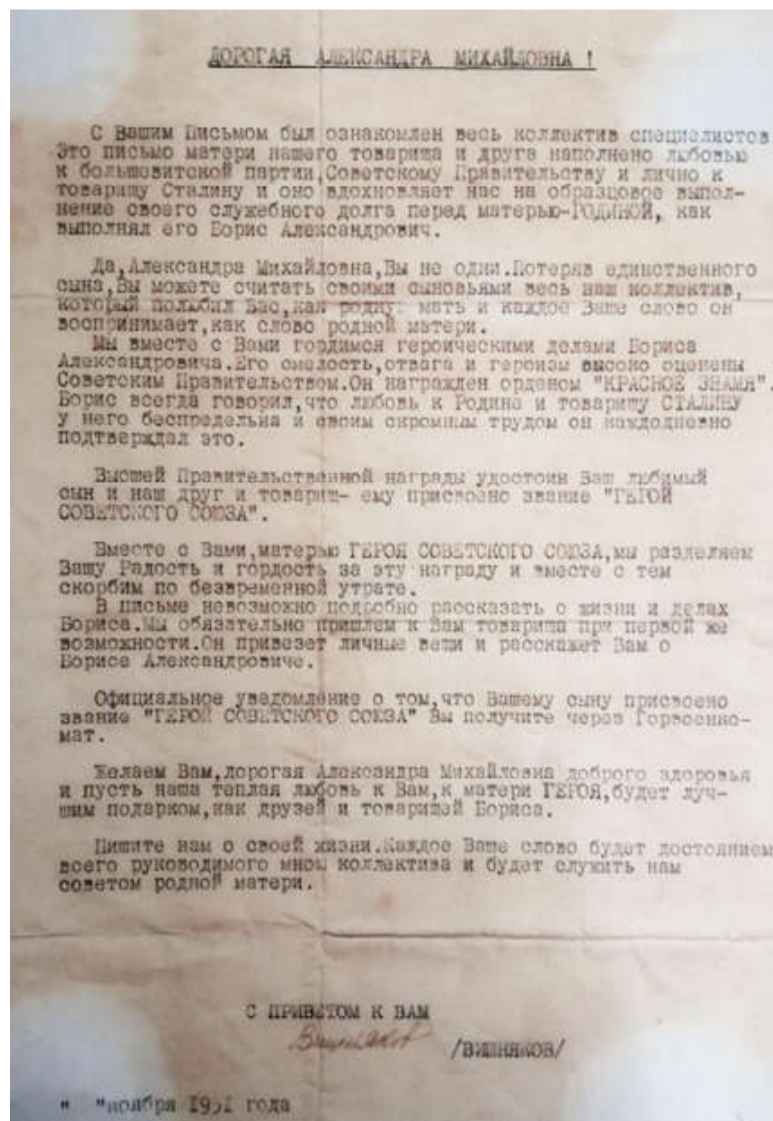 ДОРОГАЯ АЛЕКСАНДРА МИХАЙЛОВНА !
С Вашим Письмом был ознакомлен весь коллектив специалистов
Это письмо матери нашего товарища и друга наполнено любовью
к большевитской партии,Советскому Правительству и лично к
товарищу Сталину и оно вдохновляет нас на образцовое выпол-
нение своего служебного долга перед матерью-РОДИНОЙ, как
выполнял его Борис Александрович.
Да,Александра Михайловна,Вы не одни.Потеряв единственного
сына,Вы можете считать своими сыновьями весь наш коллектив,
который полюбил Вас,как родную мать и каждое Ваше слово он
воспринимает,как слово родной матери.
Мы вместе с Вами гордимся героическими делами Бориса
Александровича.Его смелость,отвага и героизм высоко оценены
Советским Правительством.Он награжден орденом "КРАСНОЕ ЗНАМЯ".
Борис всегда говорил,что любовь к Родине и товарищу СТАЛИНУ
у него беспредельна и своим скромным трудом он каждодневно
подтверждал это.
Высшей Правительственной награды удостоин Ваш любимый
сын и наш друг и товарищ- ему присвоено звание "ГЕРОЙ
СОВЕТСКОГО СОЮЗА".
Вместе с Вами,матерью ГЕРОЯ СОВЕТСКОГО СОЮЗА,мы разделяем
Вашу Радость и гордость за эту награду и вместе с тем
скорбим по безвременной утрате.
В письме невозможно подробно рассказать о жизни и делах
Бориса.Мы обязательно пришлем к Вам товарища при первой же
возможности.Он привезет личные вещи и расскажет Вам о
Борисе Александровиче.
Официальное уведомление о том,что Вашему сыну присвоено
звание "ГЕРОЙ СОВЕТСКОГО СОЮЗА" Вы получите через Горвоенко-
мат.
Желаем Вам,дорогая Александра Михайловна доброго здоровья
и пусть наша теплая любовь к Вам,к матери ГЕРОЯ,будет луч-
шим подарком,как друзей и товарищей Бориса.
Пишите нам о своей жизни.Каждое Ваше слово будет достоянием
всего руководимого мною коллектива и будет служить нам
советом родной матери.
С ПРИВЕТОМ К ВАМ
Вишняков /ВИШНЯКОВ/
" "ноября 1951 года